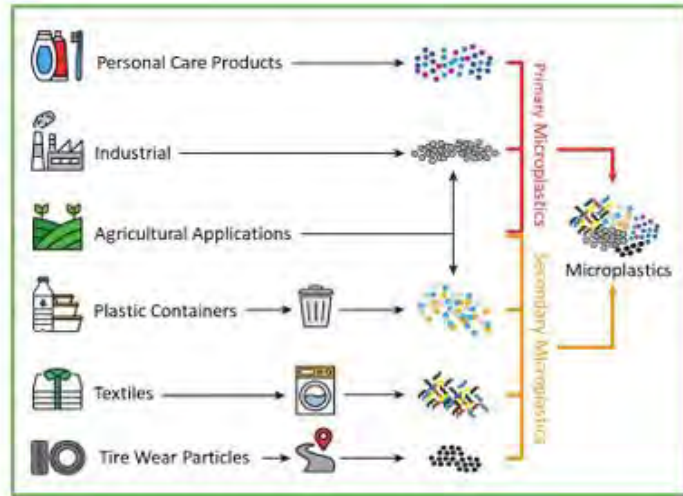 Personal Care Products
Primary Microplastics
Industrial
Agricultural Applications
Microplastics
Secondary Microplastics
Plastic Containers
Textiles
Tire Wear Particles